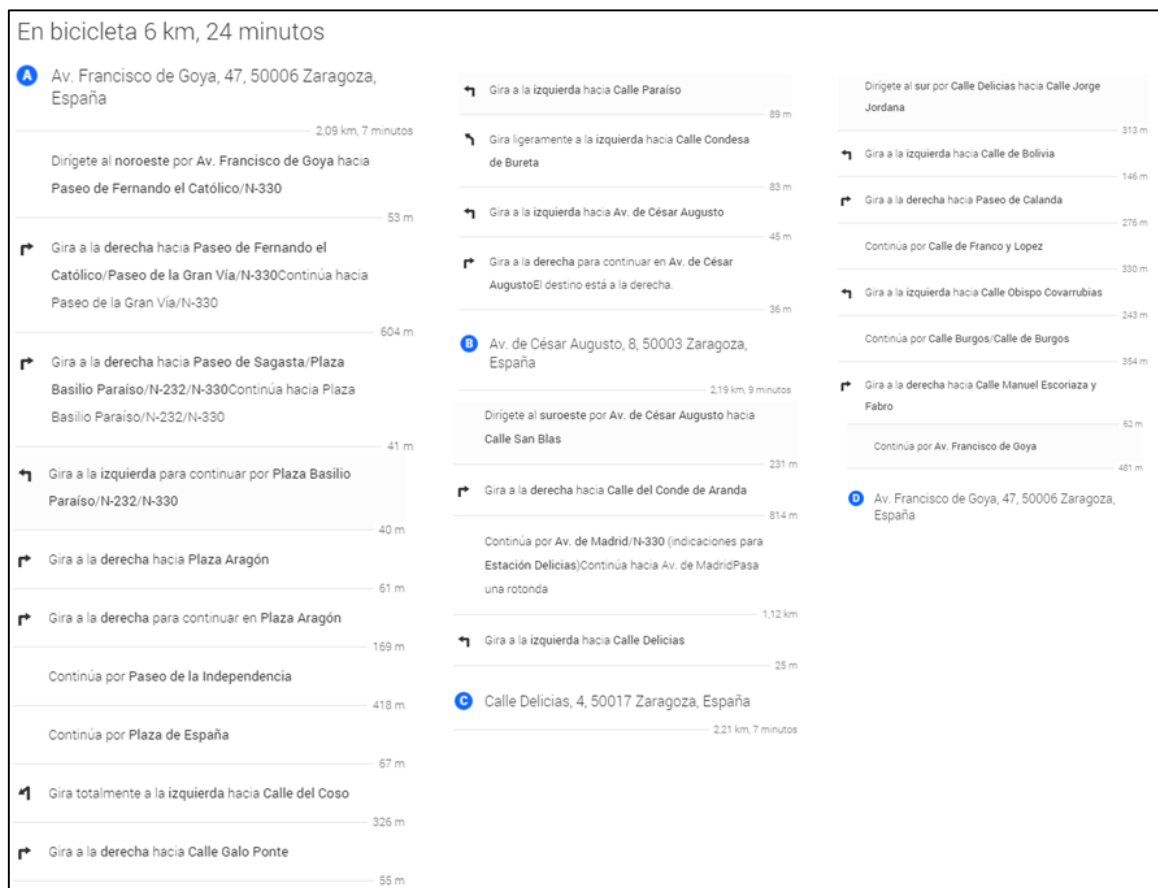 En bicicleta 6 km, 24 minutos
A
Av. Francisco de Goya, 47, 50006 Zaragoza,
España
2,09 km, 7 minutos
Dirígete al noroeste por Av. Francisco de Goya hacia
Paseo de Fernando el Católico/N-330
53 m
Gira a la derecha hacia Paseo de Fernando el
Católico/Paseo de la Gran Vía/N-330Continúa hacia
Paseo de la Gran Vía/N-330
604 m
Gira a la derecha hacia Paseo de Sagasta/Plaza
Basilio Paraíso/N-232/N-330Continúa hacia Plaza
Basilio Paraíso/N-232/N-330
41 m
Gira a la izquierda para continuar por Plaza Basilio
Paraíso/N-232/N-330
40 m
Gira a la derecha hacia Plaza Aragón
61 m
Gira a la derecha para continuar en Plaza Aragón
169 m
Continúa por Paseo de la Independencia
418 m
Continúa por Plaza de España
67 m
Gira totalmente a la izquierda hacia Calle del Coso
326 m
Gira a la derecha hacia Calle Galo Ponte
55 m
Gira a la izquierda hacia Calle Paraíso
89 m
Gira ligeramente a la izquierda hacia Calle Condesa
de Bureta
83 m
Gira a la izquierda hacia Av. de César Augusto
45 m
Gira a la derecha para continuar en Av. de César
AugustoEl destino está a la derecha.
36 m
B
Av. de César Augusto, 8, 50003 Zaragoza,
España
2,19 km, 9 minutos
Dirígete al suroeste por Av. de César Augusto hacia
Calle San Blas
231 m
Gira a la derecha hacia Calle del Conde de Aranda
814 m
Continúa por Av. de Madrid/N-330 (indicaciones para
Estación Delicias)Continúa hacia Av. de MadridPasa
una rotonda
1,12 km
Gira a la izquierda hacia Calle Delicias
25 m
C
Calle Delicias, 4, 50017 Zaragoza, España
2,21 km, 7 minutos
Dirígete al sur por Calle Delicias hacia Calle Jorge
Jordana
313 m
Gira a la izquierda hacia Calle de Bolivia
146 m
Gira a la derecha hacia Paseo de Calanda
276 m
Continúa por Calle de Franco y Lopez
330 m
Gira a la izquierda hacia Calle Obispo Covarrubias
243 m
Continúa por Calle Burgos/Calle de Burgos
354 m
Gira a la derecha hacia Calle Manuel Escoriaza y
Fabro
62 m
Continúa por Av. Francisco de Goya
481 m
D
Av. Francisco de Goya, 47, 50006 Zaragoza,
España